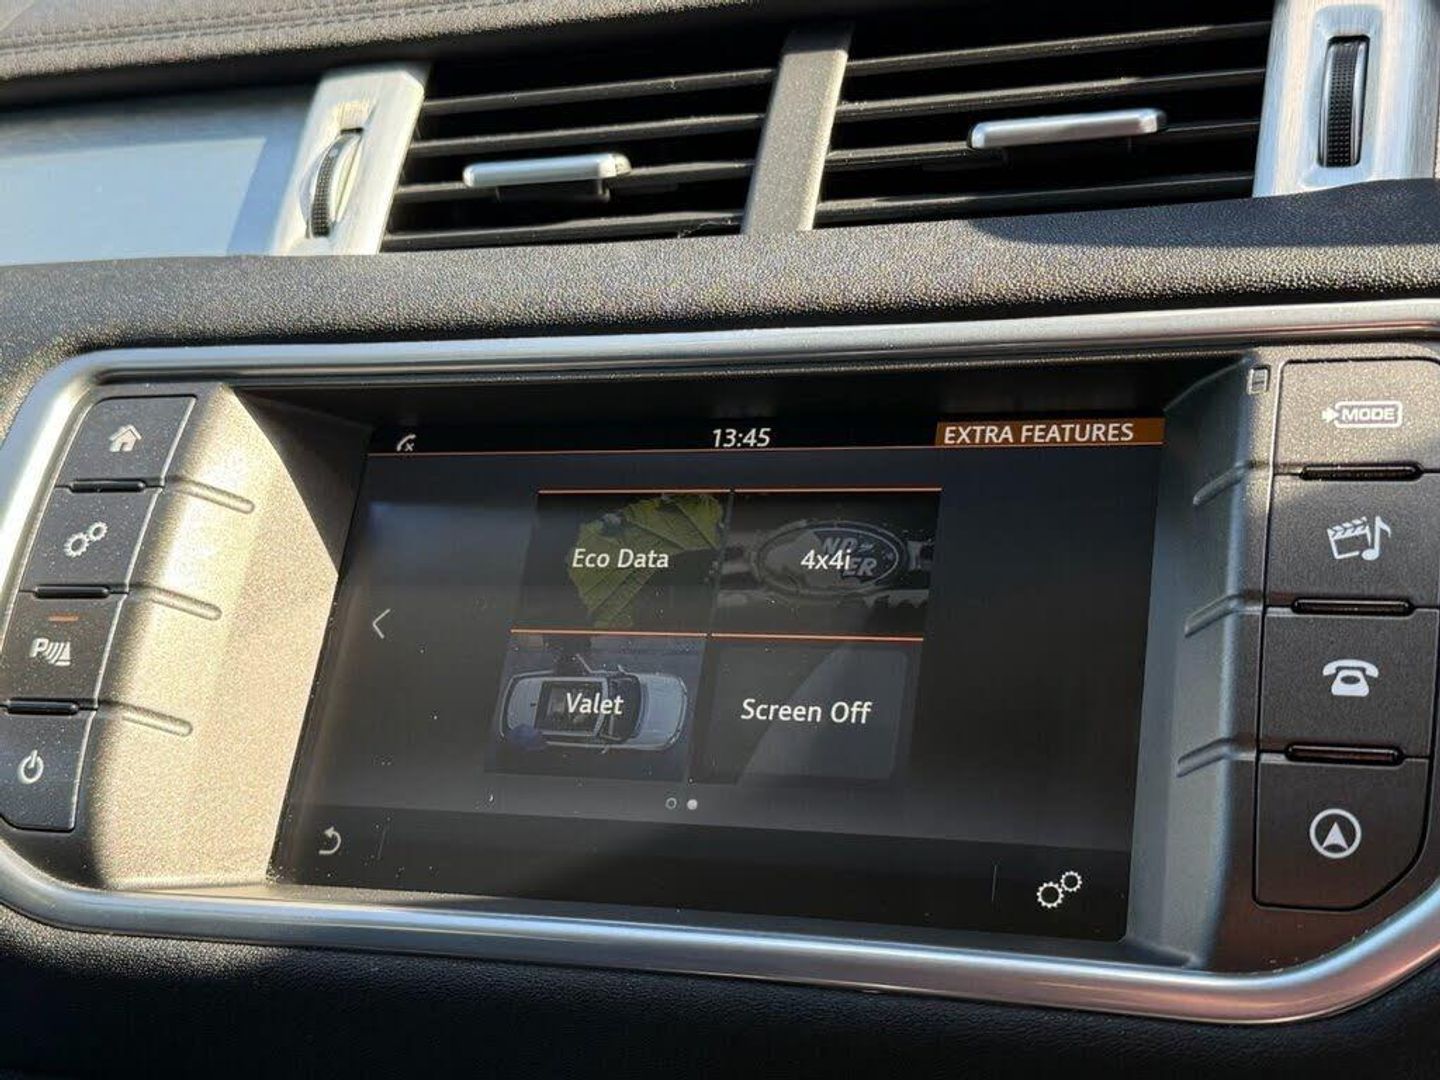 13:45
EXTRA FEATURES
MODE
Eco Data
4x4i
Valet
Screen Off
P